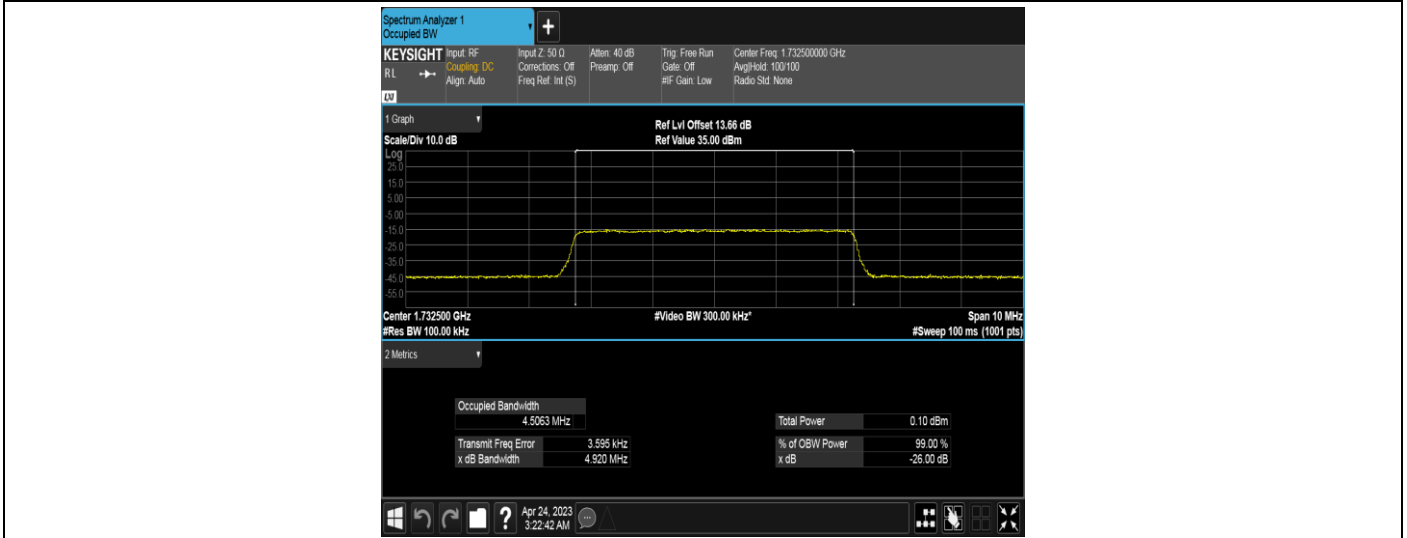 Spectrum Analyzer 1
Occupied BW
+
KEYSIGHT
RL
LXI
Input: RF
Coupling: DC
Align: Auto
Input Z: 50 Ω
Corrections: Off
Freq Ref: Int (S)
Atten: 40 dB
Preamp: Off
Trig: Free Run
Gate: Off
#IF Gain: Low
Center Freq: 1.732500000 GHz
Avg|Hold: 100/100
Radio Std: None
1 Graph
Scale/Div 10.0 dB
Ref Lvl Offset 13.66 dB
Ref Value 35.00 dBm
Log
25.0
15.0
5.00
-5.00
-15.0
-25.0
-35.0
-45.0
-55.0
Center 1.732500 GHz
#Res BW 100.00 kHz
#Video BW 300.00 kHz*
Span 10 MHz
#Sweep 100 ms (1001 pts)
2 Metrics
Occupied Bandwidth
4.5063 MHz
Transmit Freq Error 3.595 kHz
x dB Bandwidth 4.920 MHz
Total Power 0.10 dBm
% of OBW Power 99.00 %
x dB -26.00 dB
?
Apr 24, 2023
3:22:42 AM